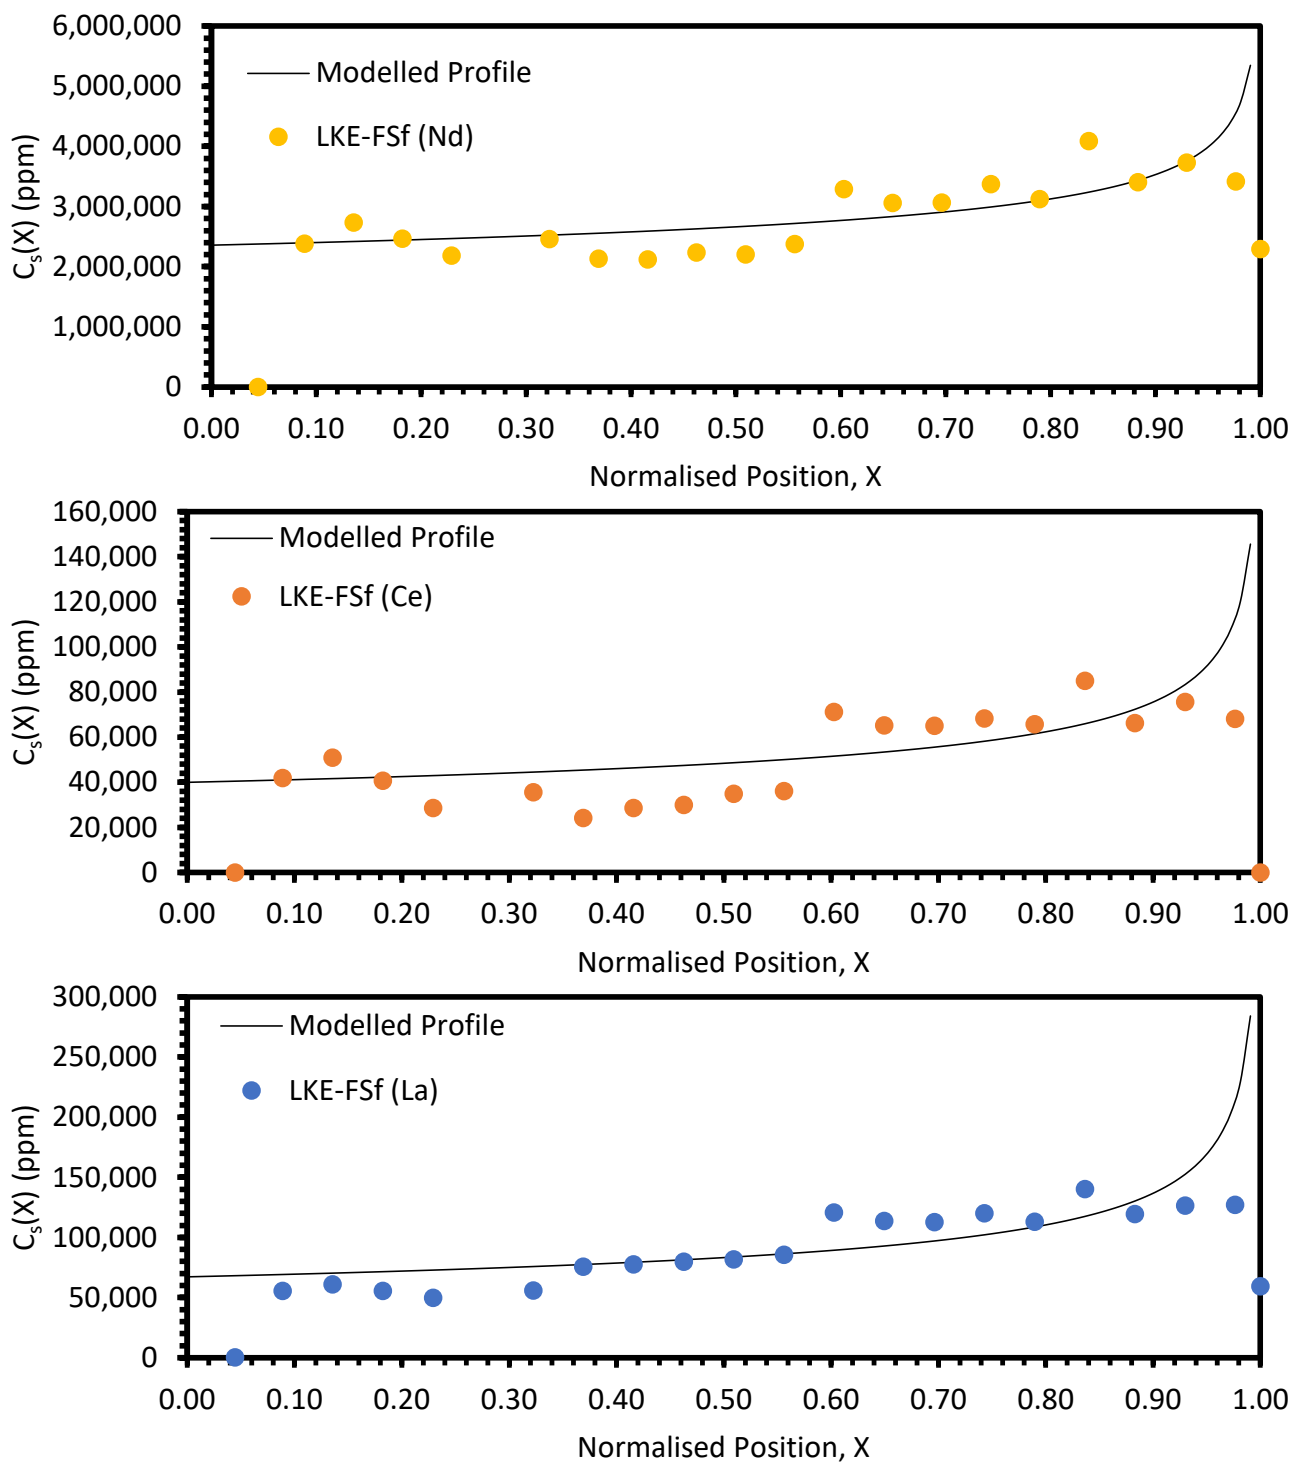 6,000,000
5,000,000
4,000,000
3,000,000
2,000,000
1,000,000
0
C_s(X) (ppm)
Modelled Profile
LKE-FSf (Nd)
0.00 0.10 0.20 0.30 0.40 0.50 0.60 0.70 0.80 0.90 1.00
Normalised Position, X
160,000
140,000
120,000
100,000
80,000
60,000
40,000
20,000
0
C_s(X) (ppm)
Modelled Profile
LKE-FSf (Ce)
0.00 0.10 0.20 0.30 0.40 0.50 0.60 0.70 0.80 0.90 1.00
Normalised Position, X
300,000
250,000
200,000
150,000
100,000
50,000
0
C_s(X) (ppm)
Modelled Profile
LKE-FSf (La)
0.00 0.10 0.20 0.30 0.40 0.50 0.60 0.70 0.80 0.90 1.00
Normalised Position, X